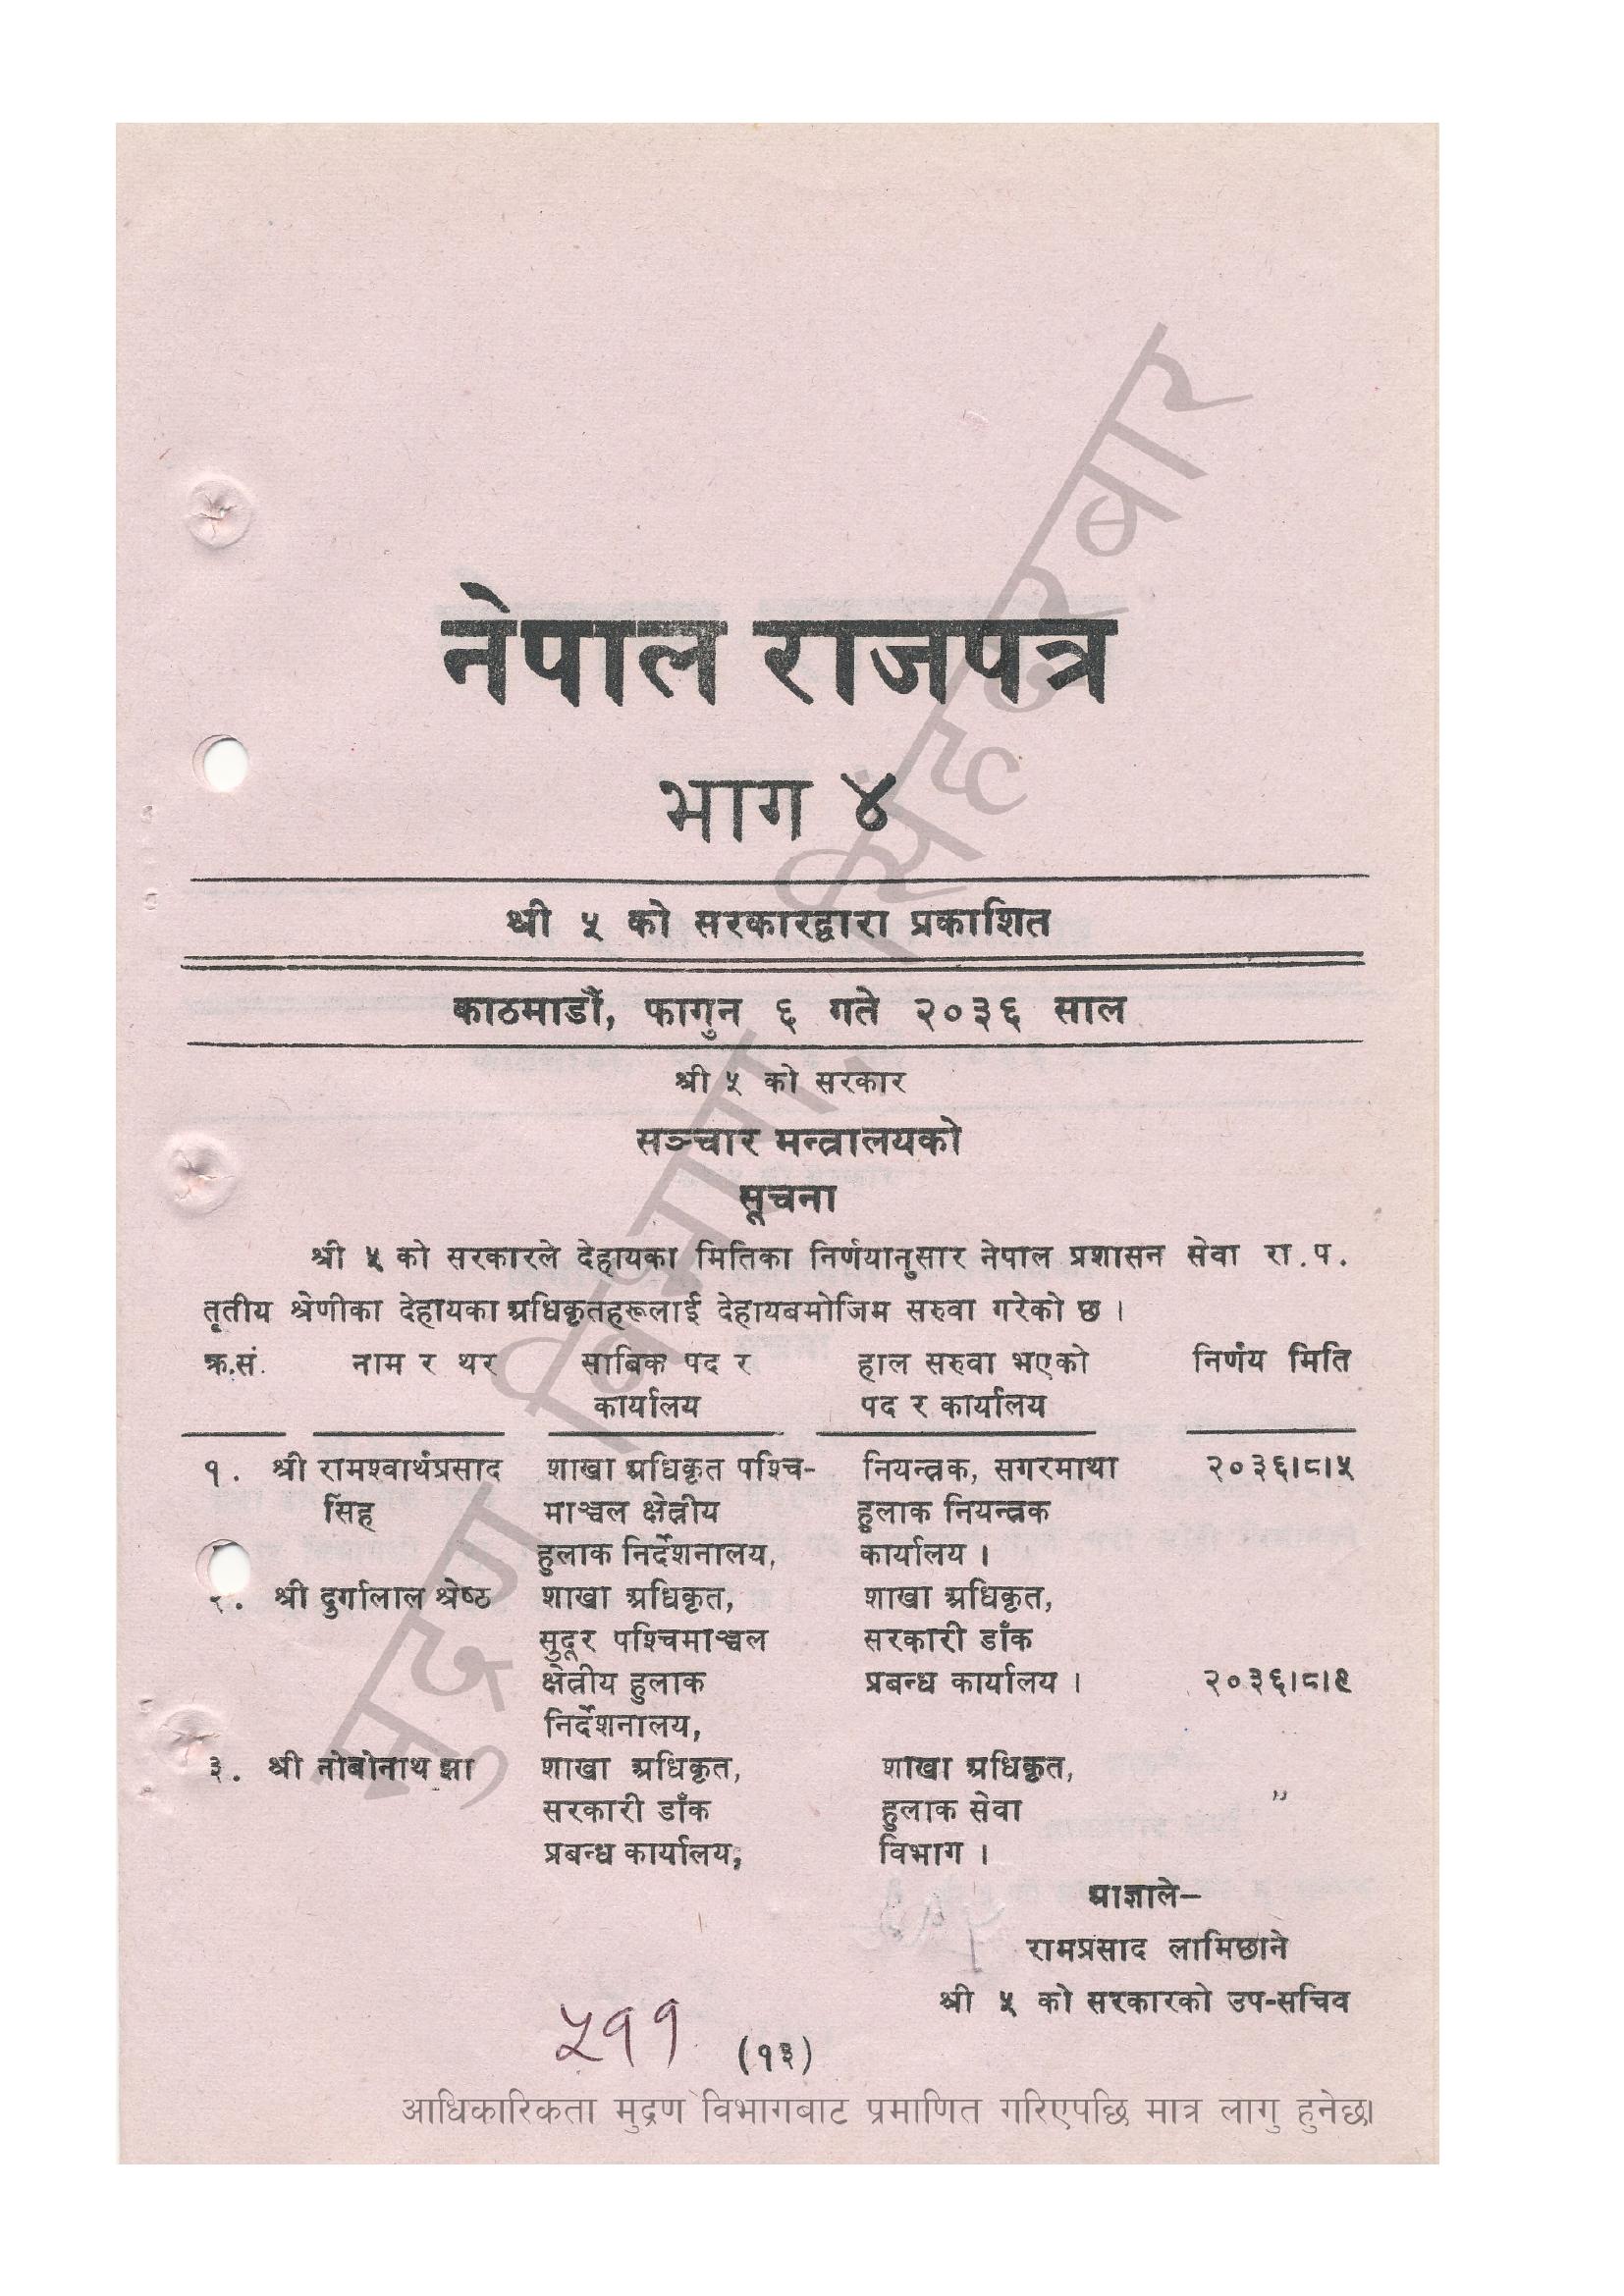 नेपाल राजपत्र
भाग ४
श्री ५ को सरकारद्वारा प्रकाशित
काठमाडौं, फागुन ६ गते २०३६ साल
श्री ५ को सरकार
सञ्चार मन्त्रालयको
सूचना
श्री ५ को सरकारले देहायका मितिका निर्णयानुसार नेपाल प्रशासन सेवा रा.प.
तृतीय श्रेणीका देहायका अधिकृतहरूलाई देहायबमोजिम सरुवा गरेको छ ।
क्र.सं. नाम र थर साबिक पद र हाल सरुवा भएको निर्णय मिति
कार्यालय पद र कार्यालय
१. श्री रामश्वार्थप्रसाद शाखा अधिकृत पश्चि- नियन्त्रक, सगरमाथा २०३६।८।५
सिंह माञ्चल क्षेत्रीय हुलाक नियन्त्रक
हुलाक निर्देशनालय, कार्यालय ।
२. श्री दुर्गालाल श्रेष्ठ शाखा अधिकृत, शाखा अधिकृत,
सुदूर पश्चिमाञ्चल सरकारी डाँक
क्षेत्रीय हुलाक प्रबन्ध कार्यालय । २०३६।८।९
निर्देशनालय,
३. श्री नोबोनाथ झा शाखा अधिकृत, शाखा अधिकृत,
सरकारी डाँक हुलाक सेवा "
प्रबन्ध कार्यालय, विभाग ।
आज्ञाले—
रामप्रसाद लामिछाने
श्री ५ को सरकारको उप-सचिव
५११ (१३)
आधिकारिकता मुद्रण विभागबाट प्रमाणित गरिएपछि मात्र लागु हुनेछ।
मुद्रण विभाग, सिंहदरबार